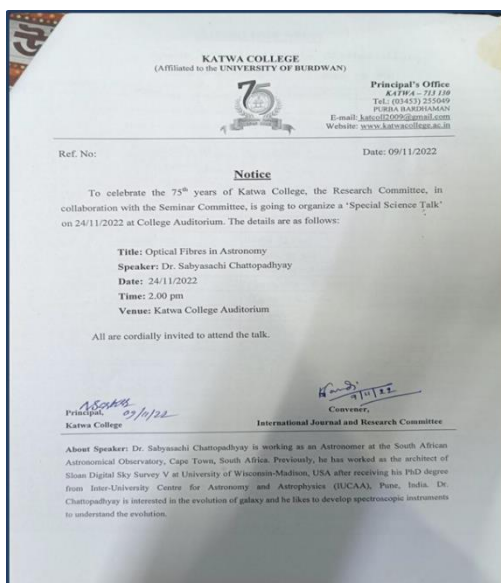 KATWA COLLEGE
(Affiliated to the UNIVERSITY OF BURDWAN)
75
Principal's Office
KATWA – 713 130
Tel.: (03453) 255049
PURBA BARDHAMAN
E-mail: katcoll2009@gmail.com
Website: www.katwacollege.ac.in
Ref. No:
Date: 09/11/2022
Notice
To celebrate the 75th years of Katwa College, the Research Committee, in
collaboration with the Seminar Committee, is going to organize a ‘Special Science Talk’
on 24/11/2022 at College Auditorium. The details are as follows:
Title: Optical Fibres in Astronomy
Speaker: Dr. Sabyasachi Chattopadhyay
Date: 24/11/2022
Time: 2.00 pm
Venue: Katwa College Auditorium
All are cordially invited to attend the talk.
09/11/22
9/11/22
Principal,
Katwa College
Convener,
International Journal and Research Committee
About Speaker: Dr. Sabyasachi Chattopadhyay is working as an Astronomer at the South African
Astronomical Observatory, Cape Town, South Africa. Previously, he has worked as the architect of
Sloan Digital Sky Survey V at University of Wisconsin-Madison, USA after receiving his PhD degree
from Inter-University Centre for Astronomy and Astrophysics (IUCAA), Pune, India. Dr.
Chattopadhyay is interested in the evolution of galaxy and he likes to develop spectroscopic instruments
to understand the evolution.